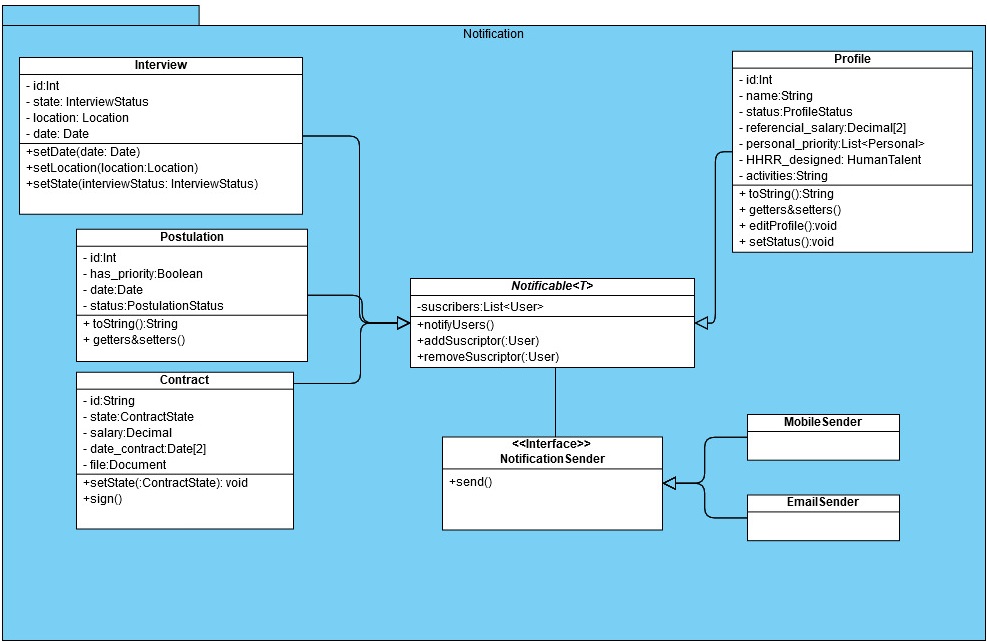 Notification
Interview
- id:Int
- state: InterviewStatus
- location: Location
- date: Date
+setDate(date: Date)
+setLocation(location:Location)
+setState(interviewStatus: InterviewStatus)
Profile
- id:Int
- name:String
- status:ProfileStatus
- referencial_salary:Decimal[2]
- personal_priority:List<Personal>
- HHRR_designed: HumanTalent
- activities:String
+ toString():String
+ getters&setters()
+ editProfile():void
+ setStatus():void
Postulation
- id:Int
- has_priority:Boolean
- date:Date
- status:PostulationStatus
+ toString():String
+ getters&setters()
Notificable<T>
-suscribers:List<User>
+notifyUsers()
+addSuscriptor(:User)
+removeSuscriptor(:User)
Contract
- id:String
- state:ContractState
- salary:Decimal
- date_contract:Date[2]
- file:Document
+setState(:ContractState): void
+sign()
<<Interface>>
NotificationSender
+send()
MobileSender
EmailSender